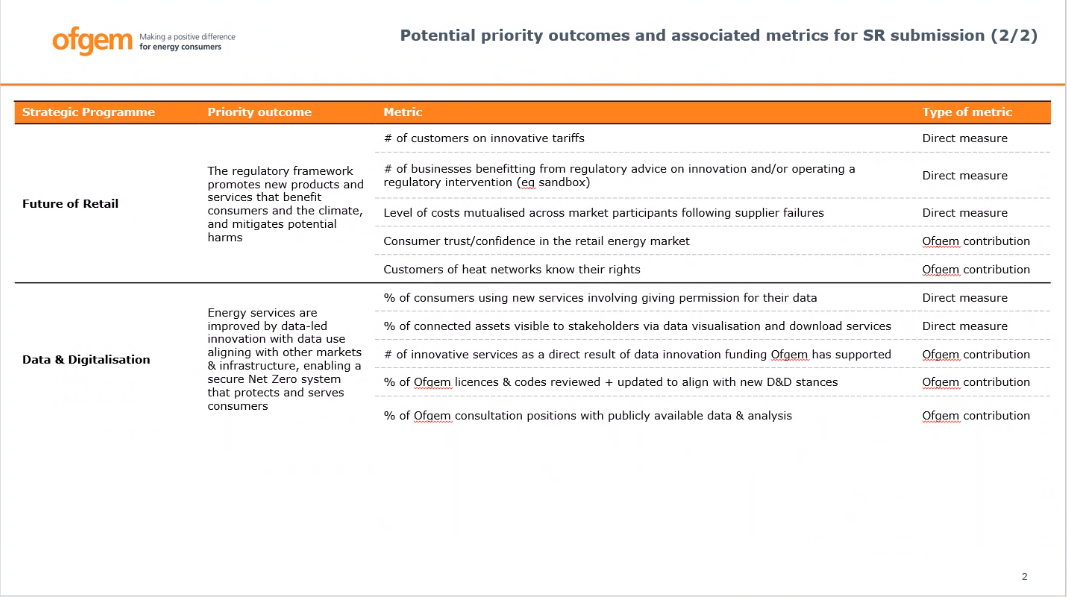 ofgem
Making a positive difference
for energy consumers
Potential priority outcomes and associated metrics for SR submission (2/2)
Strategic Programme Priority outcome Metric Type of metric
Future of Retail
The regulatory framework
promotes new products and
services that benefit
consumers and the climate,
and mitigates potential
harms
# of customers on innovative tariffs Direct measure
# of businesses benefitting from regulatory advice on innovation and/or operating a
regulatory intervention (eg sandbox) Direct measure
Level of costs mutualised across market participants following supplier failures Direct measure
Consumer trust/confidence in the retail energy market Ofgem contribution
Customers of heat networks know their rights Ofgem contribution
Data & Digitalisation
Energy services are
improved by data-led
innovation with data use
aligning with other markets
& infrastructure, enabling a
secure Net Zero system
that protects and serves
consumers
% of consumers using new services involving giving permission for their data Direct measure
% of connected assets visible to stakeholders via data visualisation and download services Direct measure
# of innovative services as a direct result of data innovation funding Ofgem has supported Ofgem contribution
% of Ofgem licences & codes reviewed + updated to align with new D&D stances Ofgem contribution
% of Ofgem consultation positions with publicly available data & analysis Ofgem contribution
2